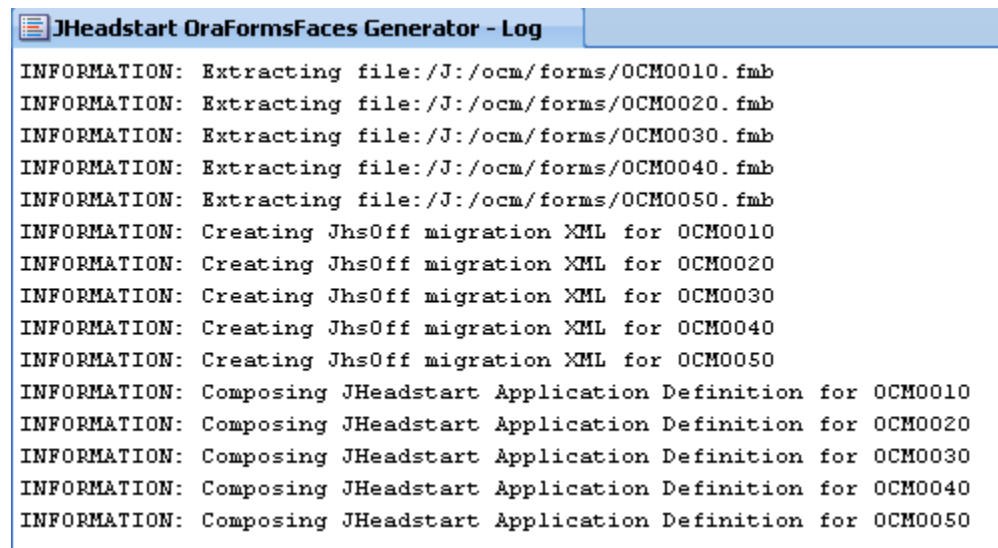 JHeadstart OraFormsFaces Generator - Log
INFORMATION: Extracting file:/J:/ocm/forms/OCM0010.fmb
INFORMATION: Extracting file:/J:/ocm/forms/OCM0020.fmb
INFORMATION: Extracting file:/J:/ocm/forms/OCM0030.fmb
INFORMATION: Extracting file:/J:/ocm/forms/OCM0040.fmb
INFORMATION: Extracting file:/J:/ocm/forms/OCM0050.fmb
INFORMATION: Creating JhsOff migration XML for OCM0010
INFORMATION: Creating JhsOff migration XML for OCM0020
INFORMATION: Creating JhsOff migration XML for OCM0030
INFORMATION: Creating JhsOff migration XML for OCM0040
INFORMATION: Creating JhsOff migration XML for OCM0050
INFORMATION: Composing JHeadstart Application Definition for OCM0010
INFORMATION: Composing JHeadstart Application Definition for OCM0020
INFORMATION: Composing JHeadstart Application Definition for OCM0030
INFORMATION: Composing JHeadstart Application Definition for OCM0040
INFORMATION: Composing JHeadstart Application Definition for OCM0050